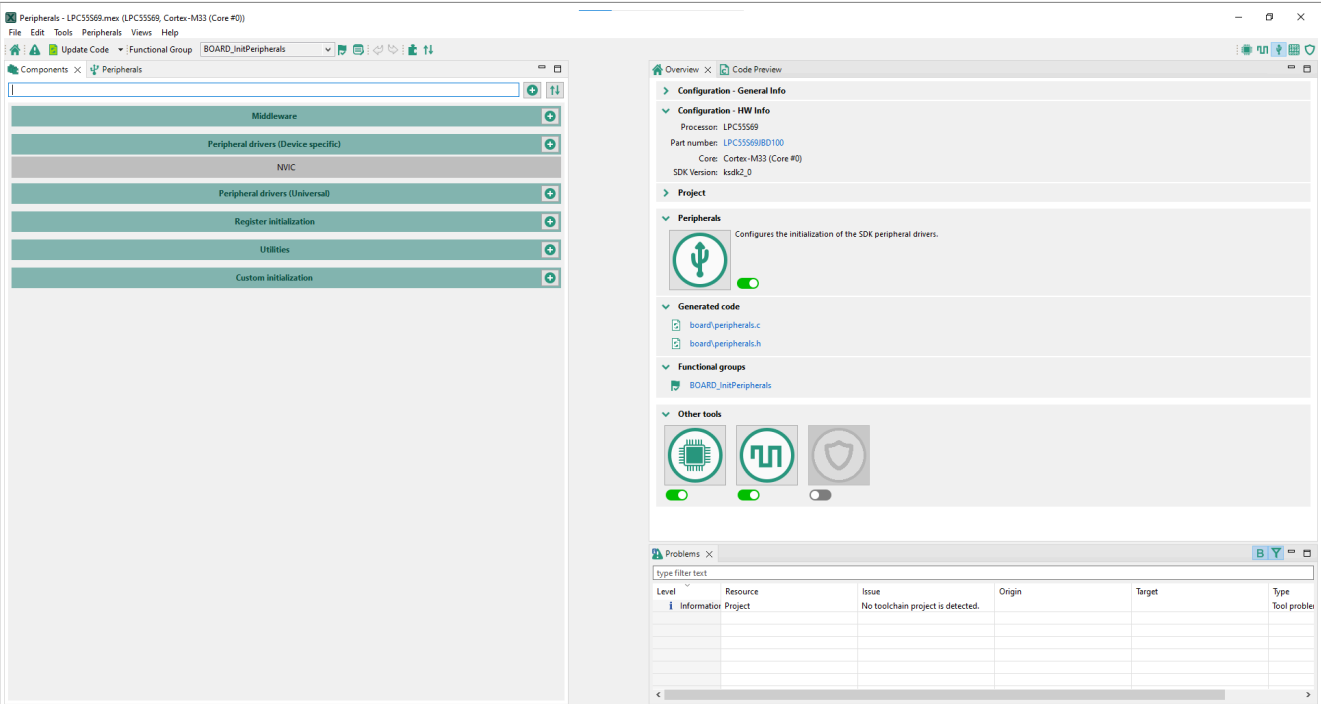 Peripherals - LPC55S69.mex (LPC55S69, Cortex-M33 (Core #0))
File Edit Tools Peripherals Views Help
Update Code Functional Group BOARD_InitPeripherals
Components Peripherals
Middleware
Peripheral drivers (Device specific)
NVIC
Peripheral drivers (Universal)
Register initialization
Utilities
Custom initialization
Overview Code Preview
Configuration - General Info
Configuration - HW Info
Processor: LPC55S69
Part number: LPC55S69JBD100
Core: Cortex-M33 (Core #0)
SDK Version: ksdk2_0
Project
Peripherals
Configures the initialization of the SDK peripheral drivers.
Generated code
board\peripherals.c
board\peripherals.h
Functional groups
BOARD_InitPeripherals
Other tools
Problems B
type filter text
Level Resource Issue Origin Target Type
i Information Project No toolchain project is detected. Tool proble